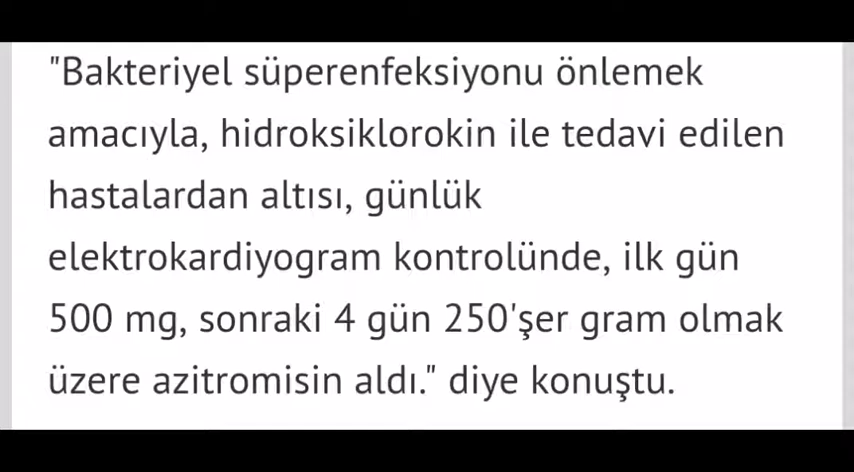 "Bakteriyel süperenfeksiyonu önlemek
amacıyla, hidroksiklorokin ile tedavi edilen
hastalardan altısı, günlük
elektrokardiyogram kontrolünde, ilk gün
500 mg, sonraki 4 gün 250'şer gram olmak
üzere azitromisin aldı." diye konuştu.